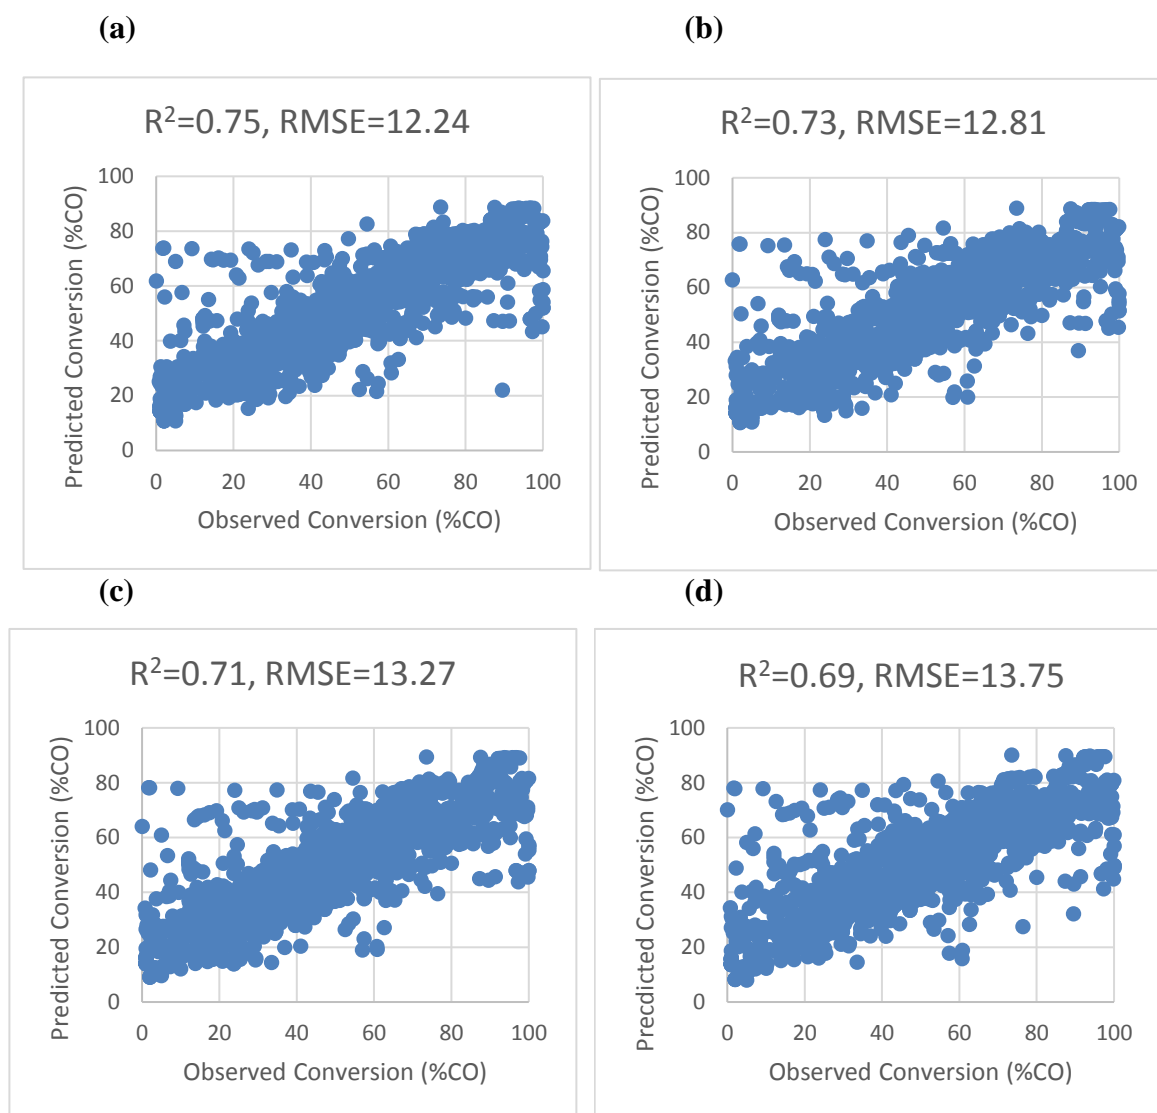 (a)
(b)
R²=0.75, RMSE=12.24
100
80
60
40
20
0
Predicted Conversion (%CO)
0 20 40 60 80 100
Observed Conversion (%CO)
R²=0.73, RMSE=12.81
100
80
60
40
20
0
Predicted Conversion (%CO)
0 20 40 60 80 100
Observed Conversion (%CO)
(c)
(d)
R²=0.71, RMSE=13.27
100
80
60
40
20
0
Predicted Conversion (%CO)
0 20 40 60 80 100
Observed Conversion (%CO)
R²=0.69, RMSE=13.75
100
80
60
40
20
0
Precdicted Conversion (%CO)
0 20 40 60 80 100
Observed Conversion (%CO)